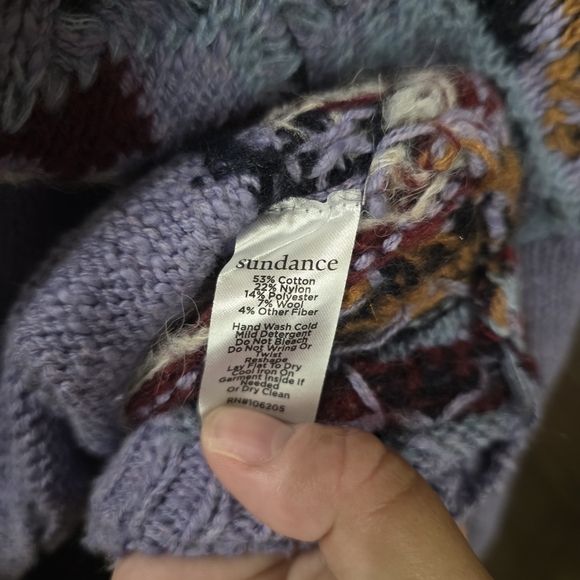 sundance
53% Cotton
22% Nylon
14% Polyester
7% Wool
4% Other Fiber
Hand Wash Cold
Mild Detergent
Do Not Bleach
Do Not Wring Or
Twist
Reshape
Lay Flat To Dry
Cool Iron On
Garment Inside If
Needed
Or Dry Clean
RN#106205